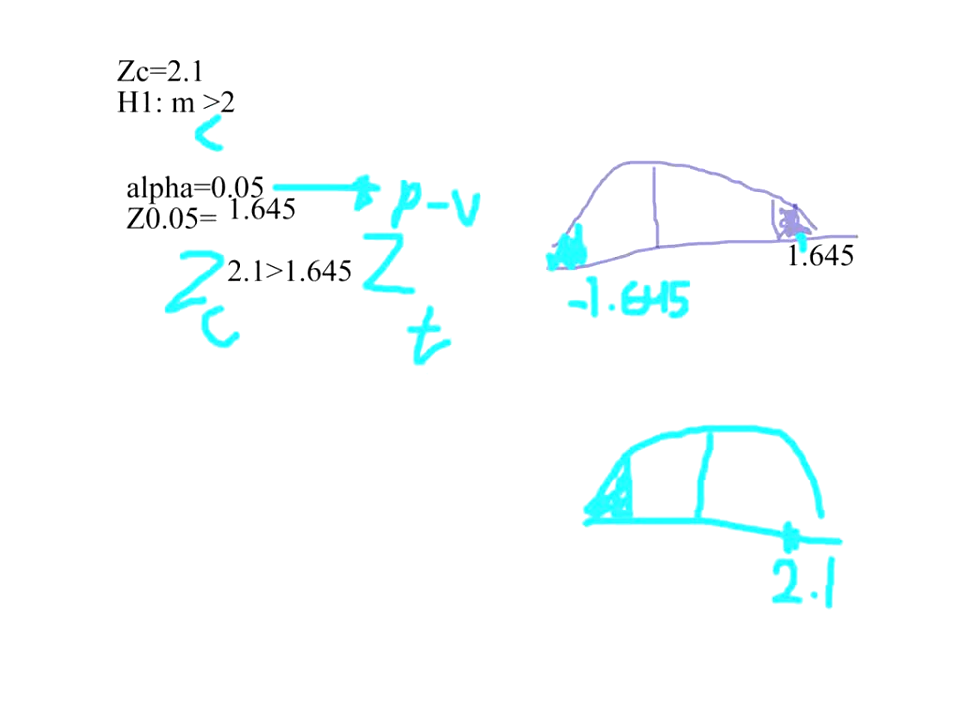 Zc=2.1
H1: m >2
<
alpha=0.05 → p-v
Z0.05= 1.645
Zc 2.1>1.645 Zt
1.645
-1.645
2.1